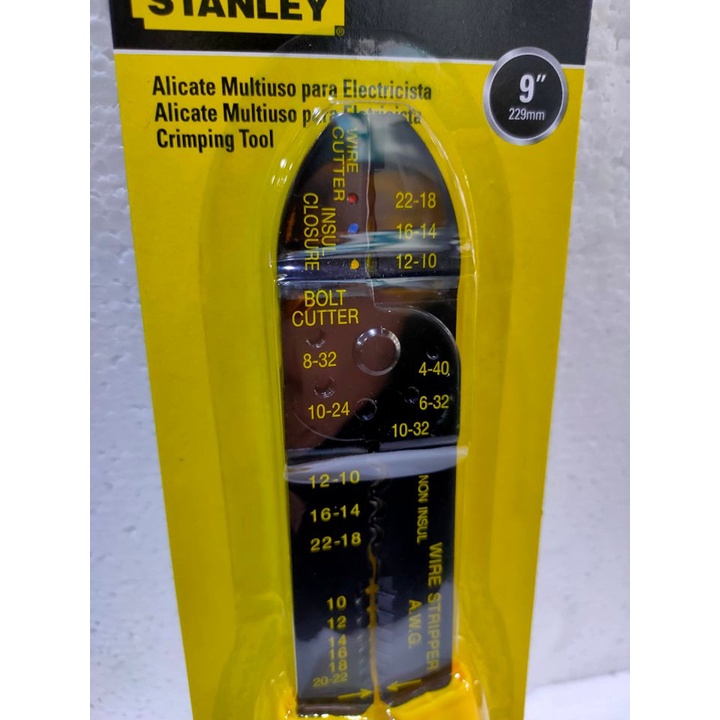 STANLEY
®
Alicate Multiuso para Electricista
Alicate Multiuso para Eletricista
Crimping Tool
9"
229mm
WIRE
CUTTER
INSUL
CLOSURE
22-18
16-14
12-10
BOLT
CUTTER
8-32
10-24
4-40
6-32
10-32
12-10
16-14
22-18
NON INSUL
WIRE STRIPPER
A.W.G.
10
12
14
16
18
20-22